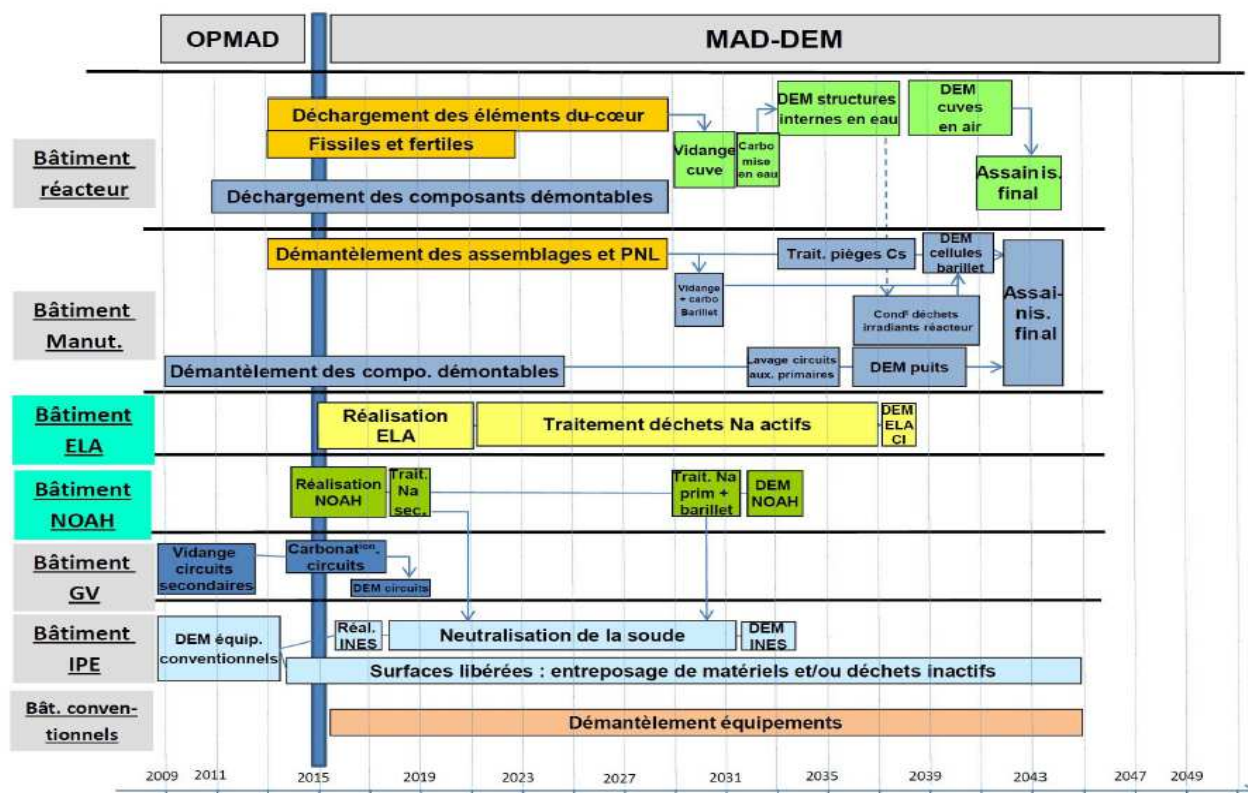 OPMAD
MAD-DEM
Bâtiment
réacteur
Déchargement des éléments du-cœur
Fissiles et fertiles
Déchargement des composants démontables
Vidange
cuve
Carbo
mise
en eau
DEM structures
internes en eau
DEM
cuves
en air
Assainis.
final
Bâtiment
Manut.
Démantèlement des assemblages et PNL
Vidange
+ carbo
Barillet
Trait. pièges Cs
DEM
cellules
barillet
Condᵗ déchets
irradiants réacteur
Assai-
nis.
final
Démantèlement des compo. démontables
Lavage circuits
aux. primaires
DEM puits
Bâtiment
ELA
Réalisation
ELA
Traitement déchets Na actifs
DEM
ELA
CI
Bâtiment
NOAH
Réalisation
NOAH
Trait.
Na
sec.
Trait. Na
prim +
barillet
DEM
NOAH
Bâtiment
GV
Vidange
circuits
secondaires
Carbonatᶦᵒⁿ.
circuits
DEM circuits
Bâtiment
IPE
DEM équip.
conventionnels
Réal.
INES
Neutralisation de la soude
DEM
INES
Surfaces libérées : entreposage de matériels et/ou déchets inactifs
Bât. conven-
tionnels
Démantèlement équipements
2009 2011 2015 2019 2023 2027 2031 2035 2039 2043 2047 2049